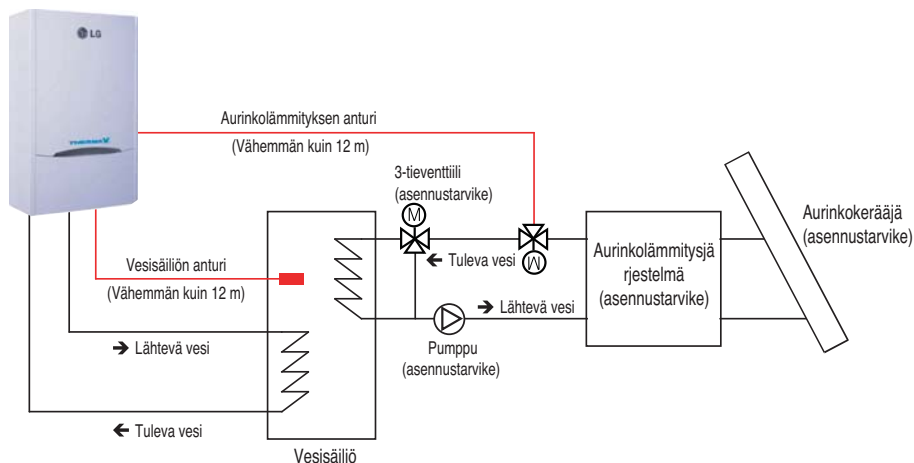 LG
THERMA V
Aurinkolämmityksen anturi
(Vähemmän kuin 12 m)
3-tieventtiili
(asennustarvike)
M
M
Tuleva vesi
Aurinkolämmitysjä
rjestelmä
(asennustarvike)
Aurinkokerääjä
(asennustarvike)
Vesisäiliön anturi
(Vähemmän kuin 12 m)
Lähtevä vesi
Pumppu
(asennustarvike)
Lähtevä vesi
Tuleva vesi
Vesisäiliö